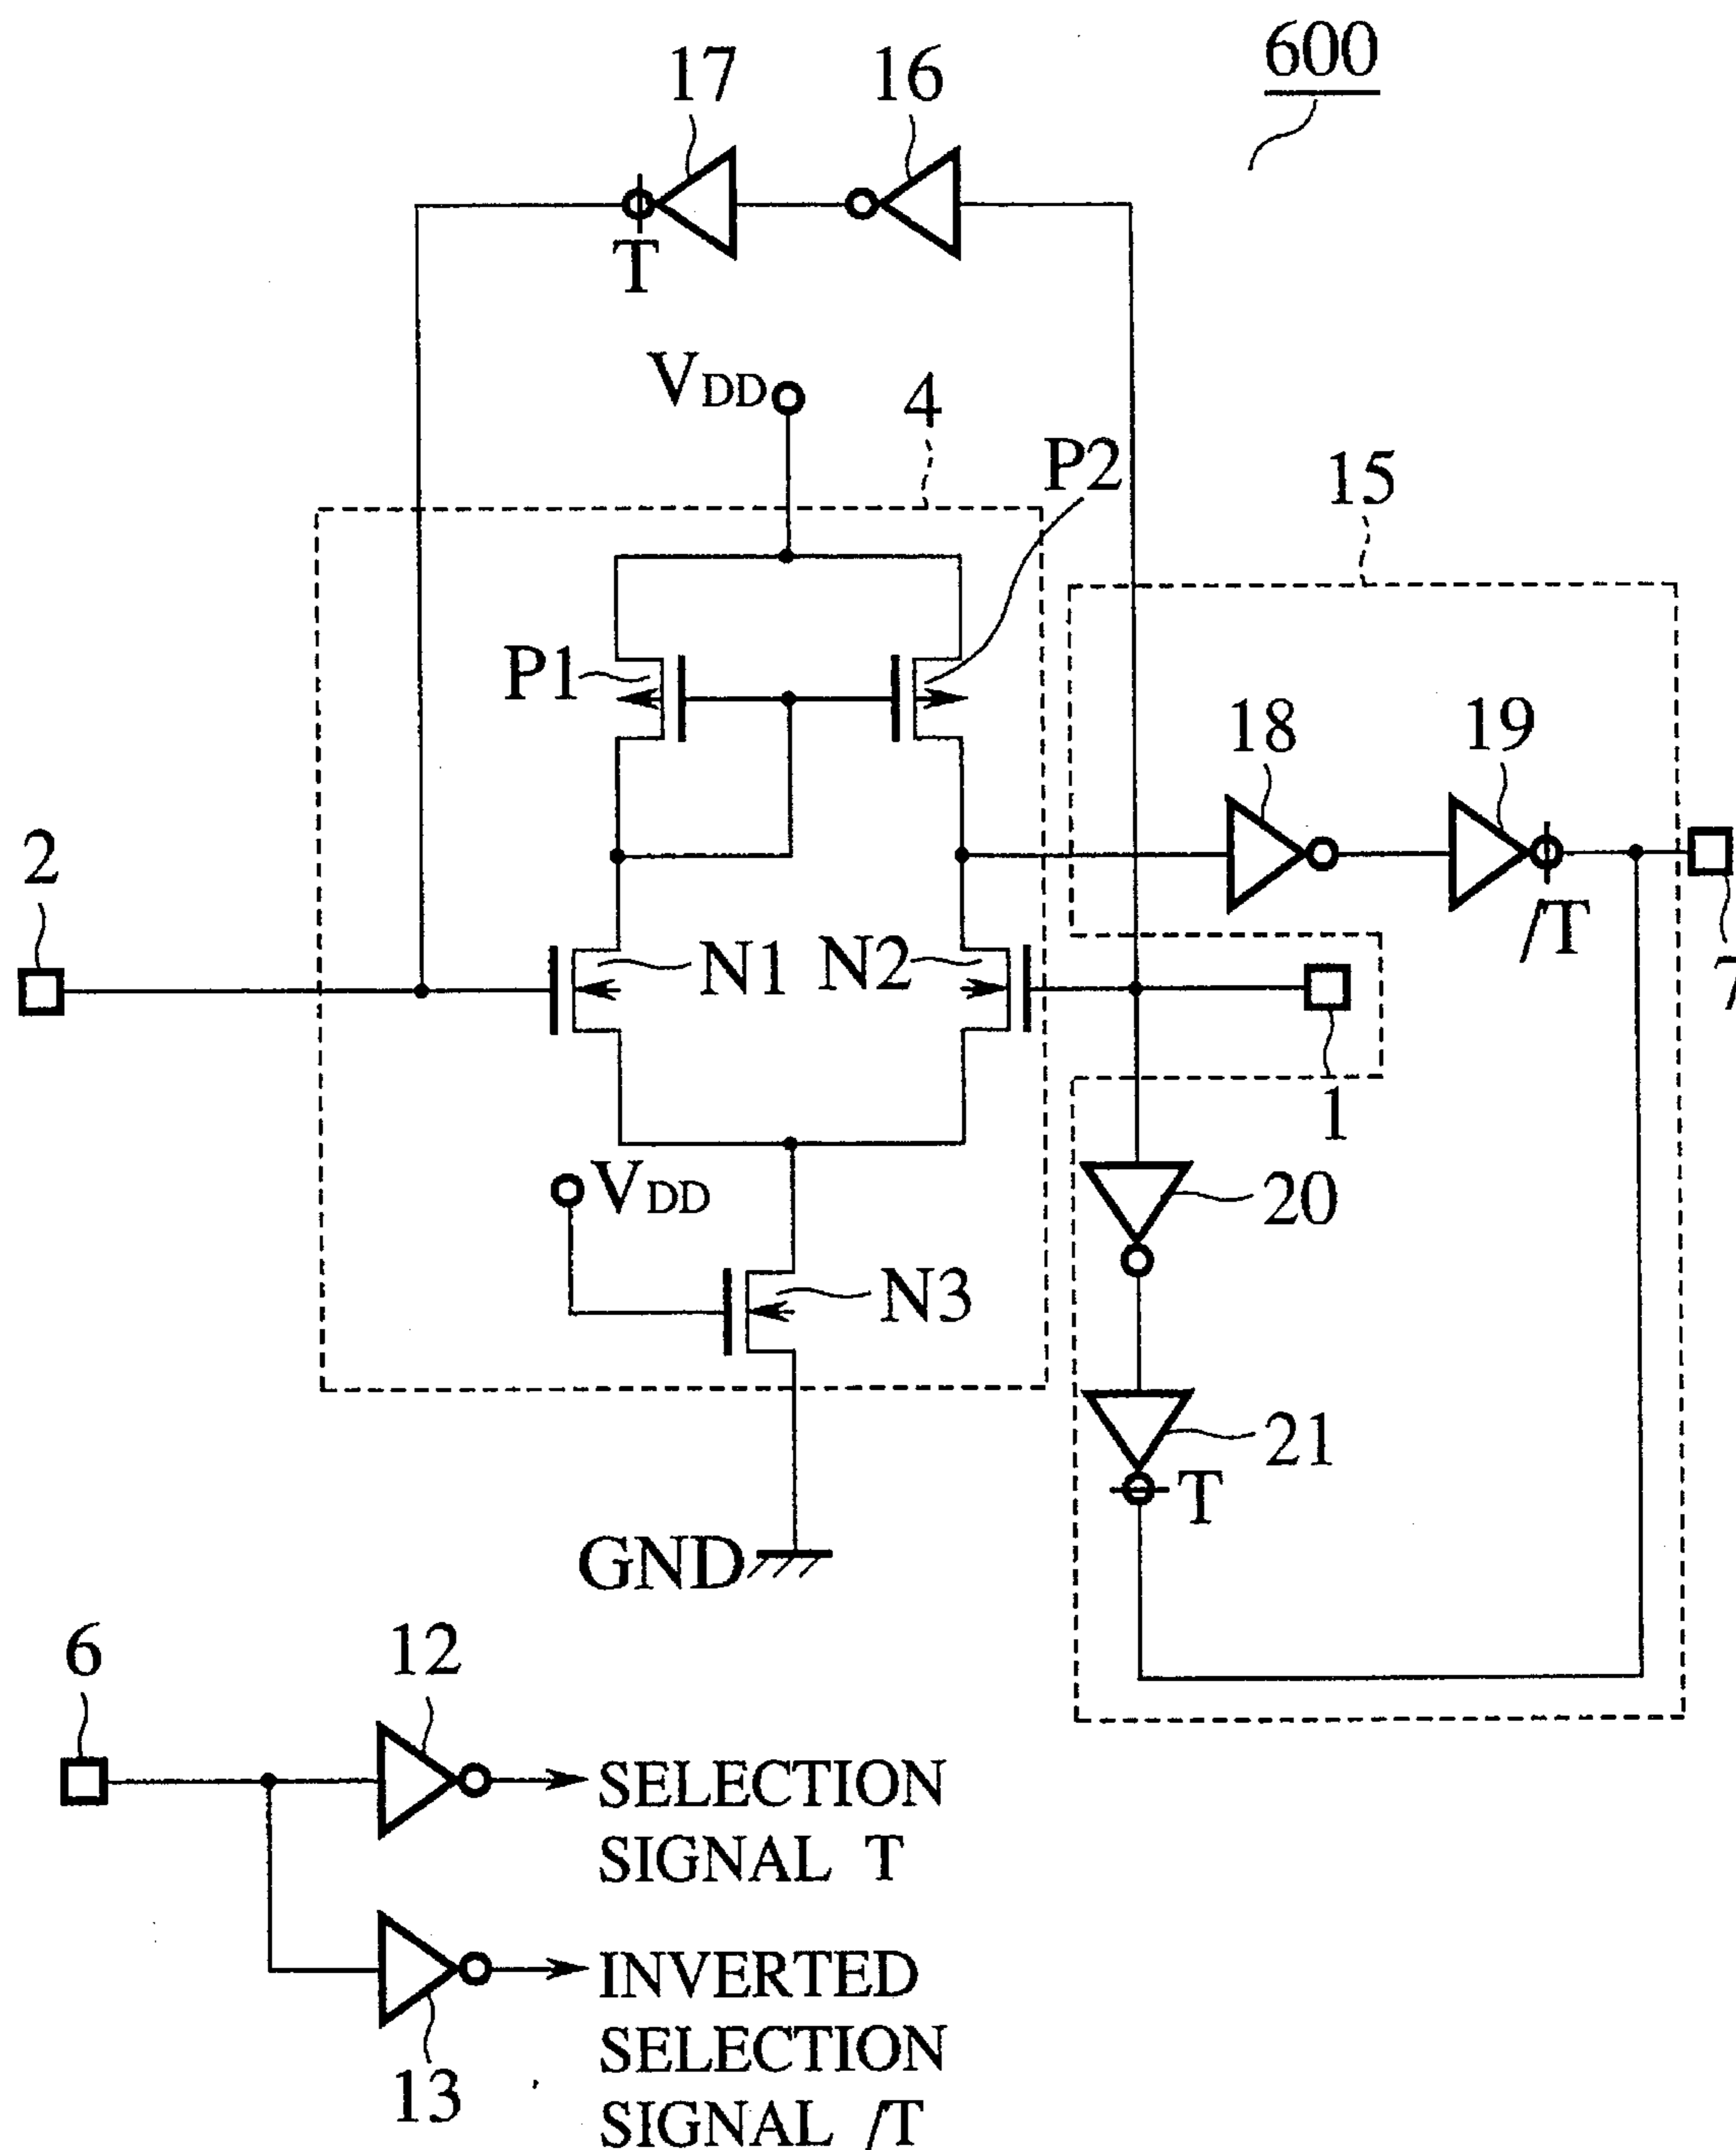 600
17
16
T
VDD
4
P2
15
P1
18
19
2
/T
N1
N2
7
1
VDD
20
N3
21
T
GND
6
12
SELECTION
SIGNAL T
INVERTED
SELECTION
SIGNAL /T
13